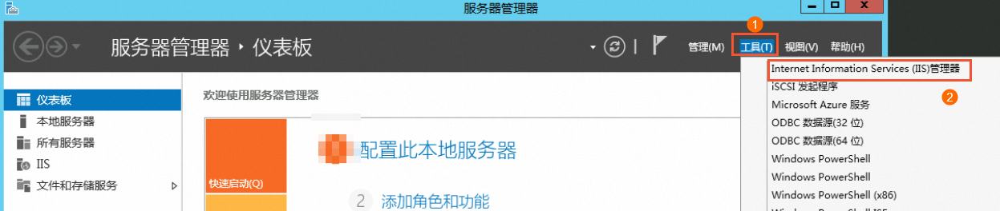 服务器管理器
服务器管理器 ‣ 仪表板
1
管理(M) 工具(T) 视图(V) 帮助(H)
Internet Information Services (IIS)管理器
iSCSI 发起程序
2
Microsoft Azure 服务
ODBC 数据源(32 位)
ODBC 数据源(64 位)
Windows PowerShell
Windows PowerShell
Windows PowerShell (x86)
Windows PowerShell ISE
仪表板
本地服务器
所有服务器
IIS
文件和存储服务
欢迎使用服务器管理器
快速启动(Q)
配置此本地服务器
2 添加角色和功能